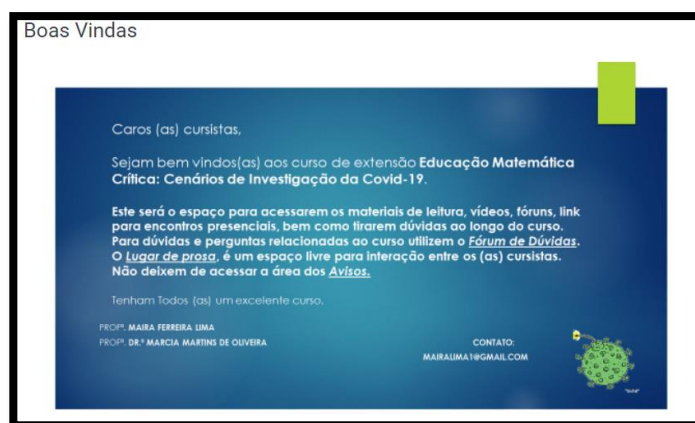 Boas Vindas
Caros (as) cursistas,
Sejam bem vindos(as) aos curso de extensão Educação Matemática
Crítica: Cenários de Investigação da Covid-19.
Este será o espaço para acessarem os materiais de leitura, vídeos, fóruns, link
para encontros presenciais, bem como tirarem dúvidas ao longo do curso.
Para dúvidas e perguntas relacionadas ao curso utilizem o Fórum de Dúvidas.
O Lugar de prosa, é um espaço livre para interação entre os (as) cursistas.
Não deixem de acessar a área dos Avisos.
Tenham Todos (as) um excelente curso.
PROFª. MAIRA FERREIRA LIMA
PROFª. DR.ª MARCIA MARTINS DE OLIVEIRA
CONTATO:
MAIRALIMA1@GMAIL.COM